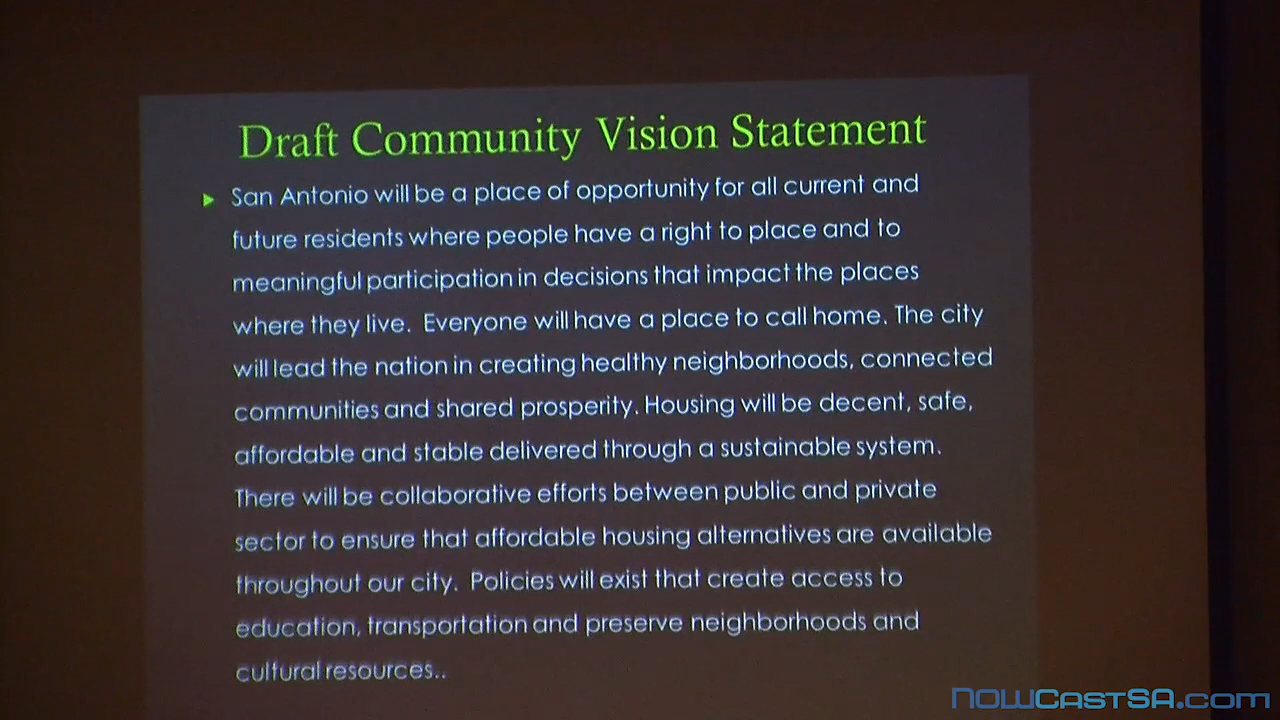 Draft Community Vision Statement
San Antonio will be a place of opportunity for all current and
future residents where people have a right to place and to
meaningful participation in decisions that impact the places
where they live. Everyone will have a place to call home. The city
will lead the nation in creating healthy neighborhoods, connected
communities and shared prosperity. Housing will be decent, safe,
affordable and stable delivered through a sustainable system.
There will be collaborative efforts between public and private
sector to ensure that affordable housing alternatives are available
throughout our city. Policies will exist that create access to
education, transportation and preserve neighborhoods and
cultural resources..
NOWCASTSA.com